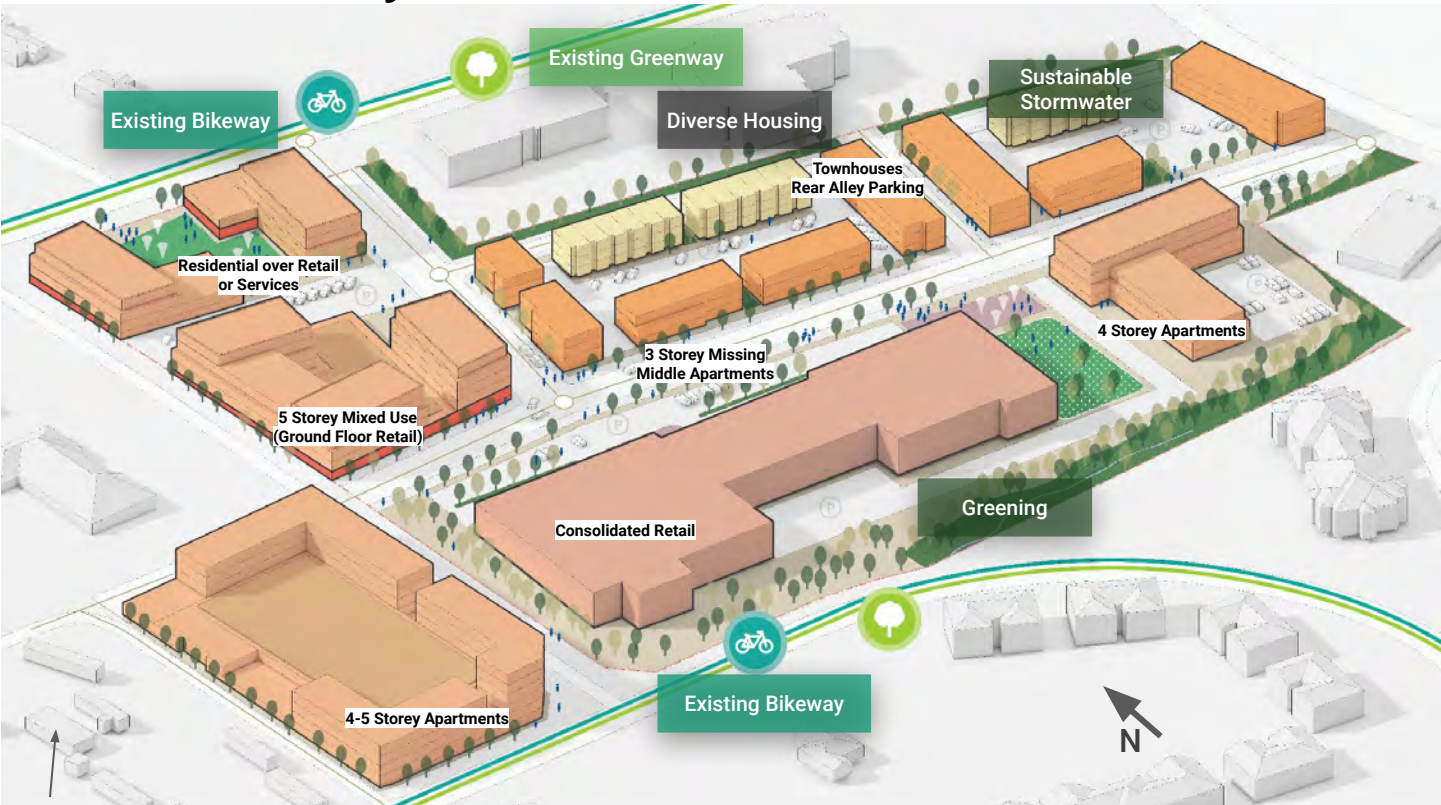 Existing Greenway
Existing Bikeway
Diverse Housing
Sustainable
Stormwater
Townhouses
Rear Alley Parking
Residential over Retail
or Services
P
P
P
4 Storey Apartments
3 Storey Missing
Middle Apartments
P
5 Storey Mixed Use
(Ground Floor Retail)
P
P
Greening
Consolidated Retail
Existing Bikeway
4-5 Storey Apartments
N